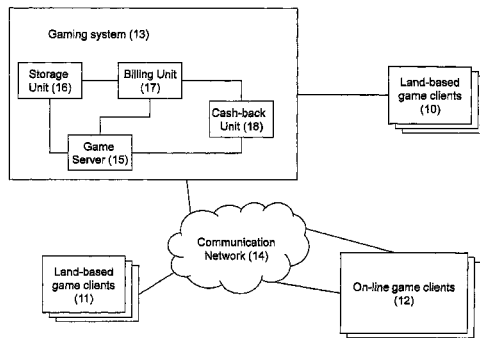 Gaming system (13)
Storage
Unit (16)
Billing Unit
(17)
Cash-back
Unit (18)
Game
Server (15)
Land-based
game clients
(10)
Communication
Network (14)
Land-based
game clients
(11)
On-line game clients
(12)